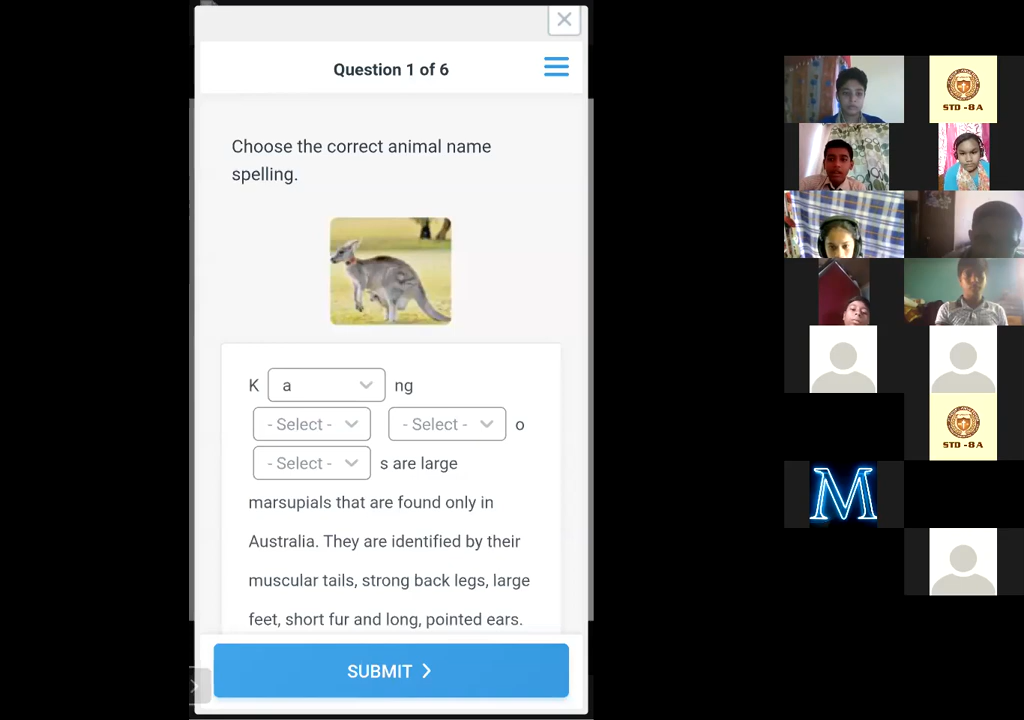 Question 1 of 6
Choose the correct animal name
spelling.
K a ng
- Select - - Select - o
- Select - s are large
marsupials that are found only in
Australia. They are identified by their
muscular tails, strong back legs, large
feet, short fur and long, pointed ears.
SUBMIT
STD -8A
STD -8A
M